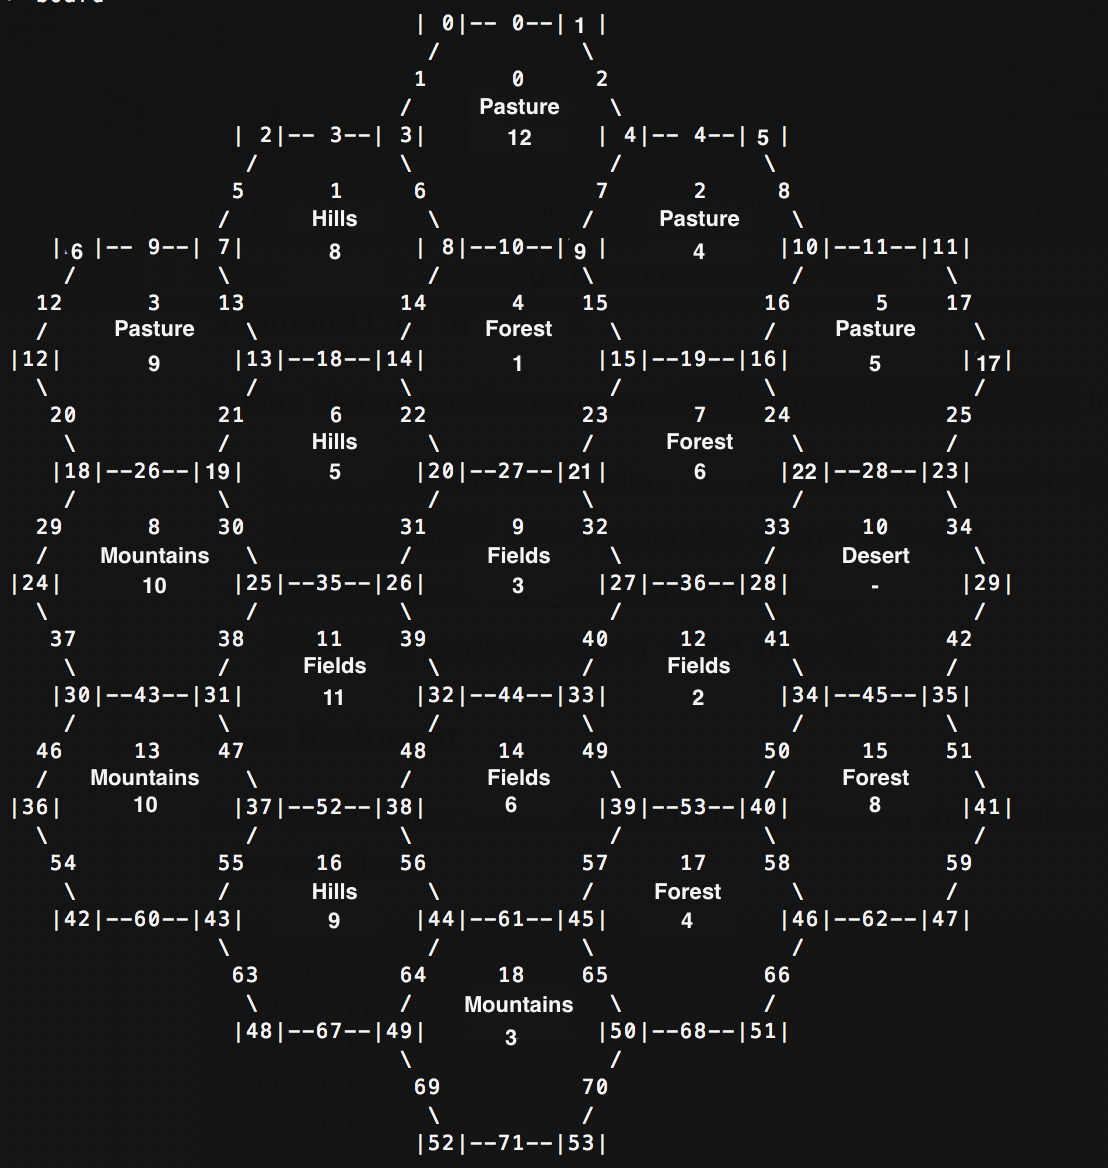 | 0|-- 0--| 1 |
/ \
1 0 2
/ Pasture \
| 2|-- 3--| 3| 12 | 4|-- 4--| 5 |
/ \ / \
5 1 6 7 2 8
/ Hills \ / Pasture \
| 6 |-- 9--| 7| 8 | 8|--10--| 9 | 4 |10|--11--|11|
/ \ / \ / \
12 3 13 14 4 15 16 5 17
/ Pasture \ / Forest \ / Pasture \
|12| 9 |13|--18--|14| 1 |15|--19--|16| 5 |17|
\ / \ / \ /
20 21 6 22 23 7 24 25
\ / Hills \ / Forest \ /
|18|--26--|19| 5 |20|--27--|21| 6 |22|--28--|23|
/ \ / \ / \
29 8 30 31 9 32 33 10 34
/ Mountains \ / Fields \ / Desert \
|24| 10 |25|--35--|26| 3 |27|--36--|28| - |29|
\ / \ / \ /
37 38 11 39 40 12 41 42
\ / Fields \ / Fields \ /
|30|--43--|31| 11 |32|--44--|33| 2 |34|--45--|35|
/ \ / \ / \
46 13 47 48 14 49 50 15 51
/ Mountains \ / Fields \ / Forest \
|36| 10 |37|--52--|38| 6 |39|--53--|40| 8 |41|
\ / \ / \ /
54 55 16 56 57 17 58 59
\ / Hills \ / Forest \ /
|42|--60--|43| 9 |44|--61--|45| 4 |46|--62--|47|
\ / \ /
63 64 18 65 66
\ / Mountains \ /
|48|--67--|49| 3 |50|--68--|51|
\ /
69 70
\ /
|52|--71--|53|